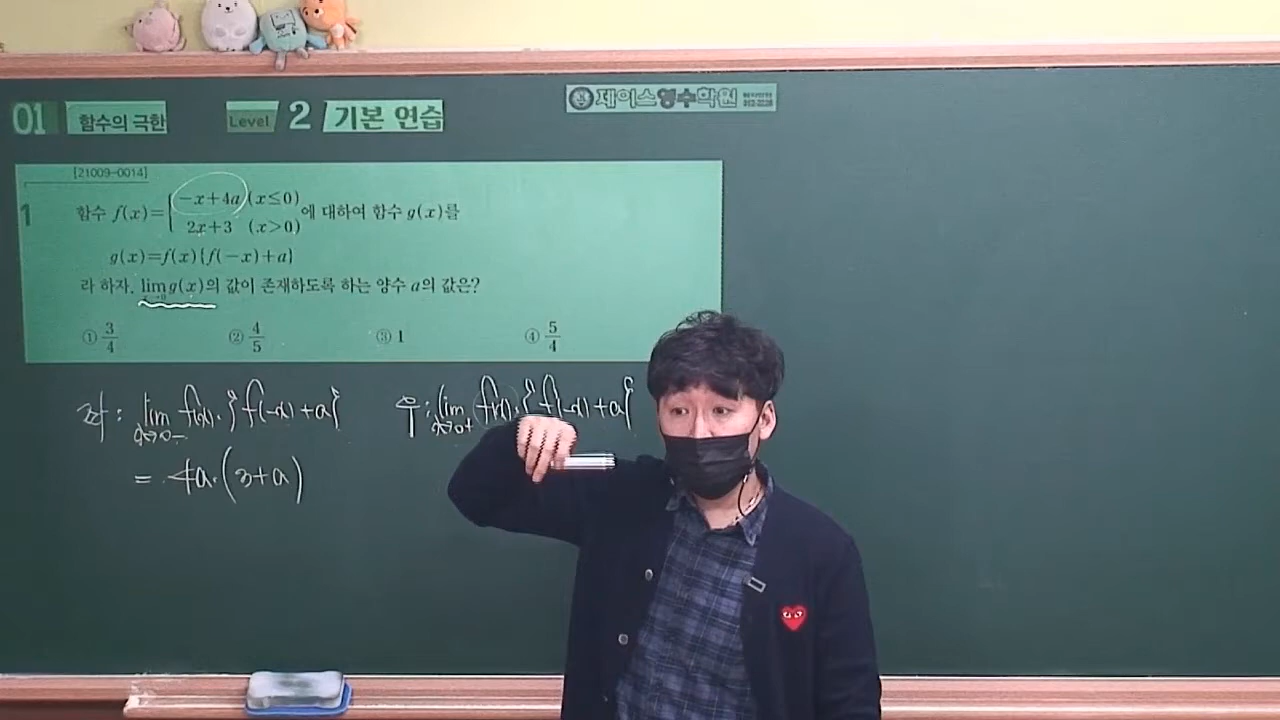 01 함수의 극한 Level 2 기본 연습
제이스영수학원
[21009-0014]
1
함수 f(x)={ -x+4a (x≤0)
2x+3 (x>0) 에 대하여 함수 g(x)를
g(x)=f(x){f(-x)+a}
라 하자. lim g(x)의 값이 존재하도록 하는 양수 a의 값은?
① 3/4 ② 4/5 ③ 1 ④ 5/4
좌 : lim x→0- f(x)·{f(-x)+a} 우 : lim x→0+ f(x)·{f(-x)+a}
= 4a·(3+a)